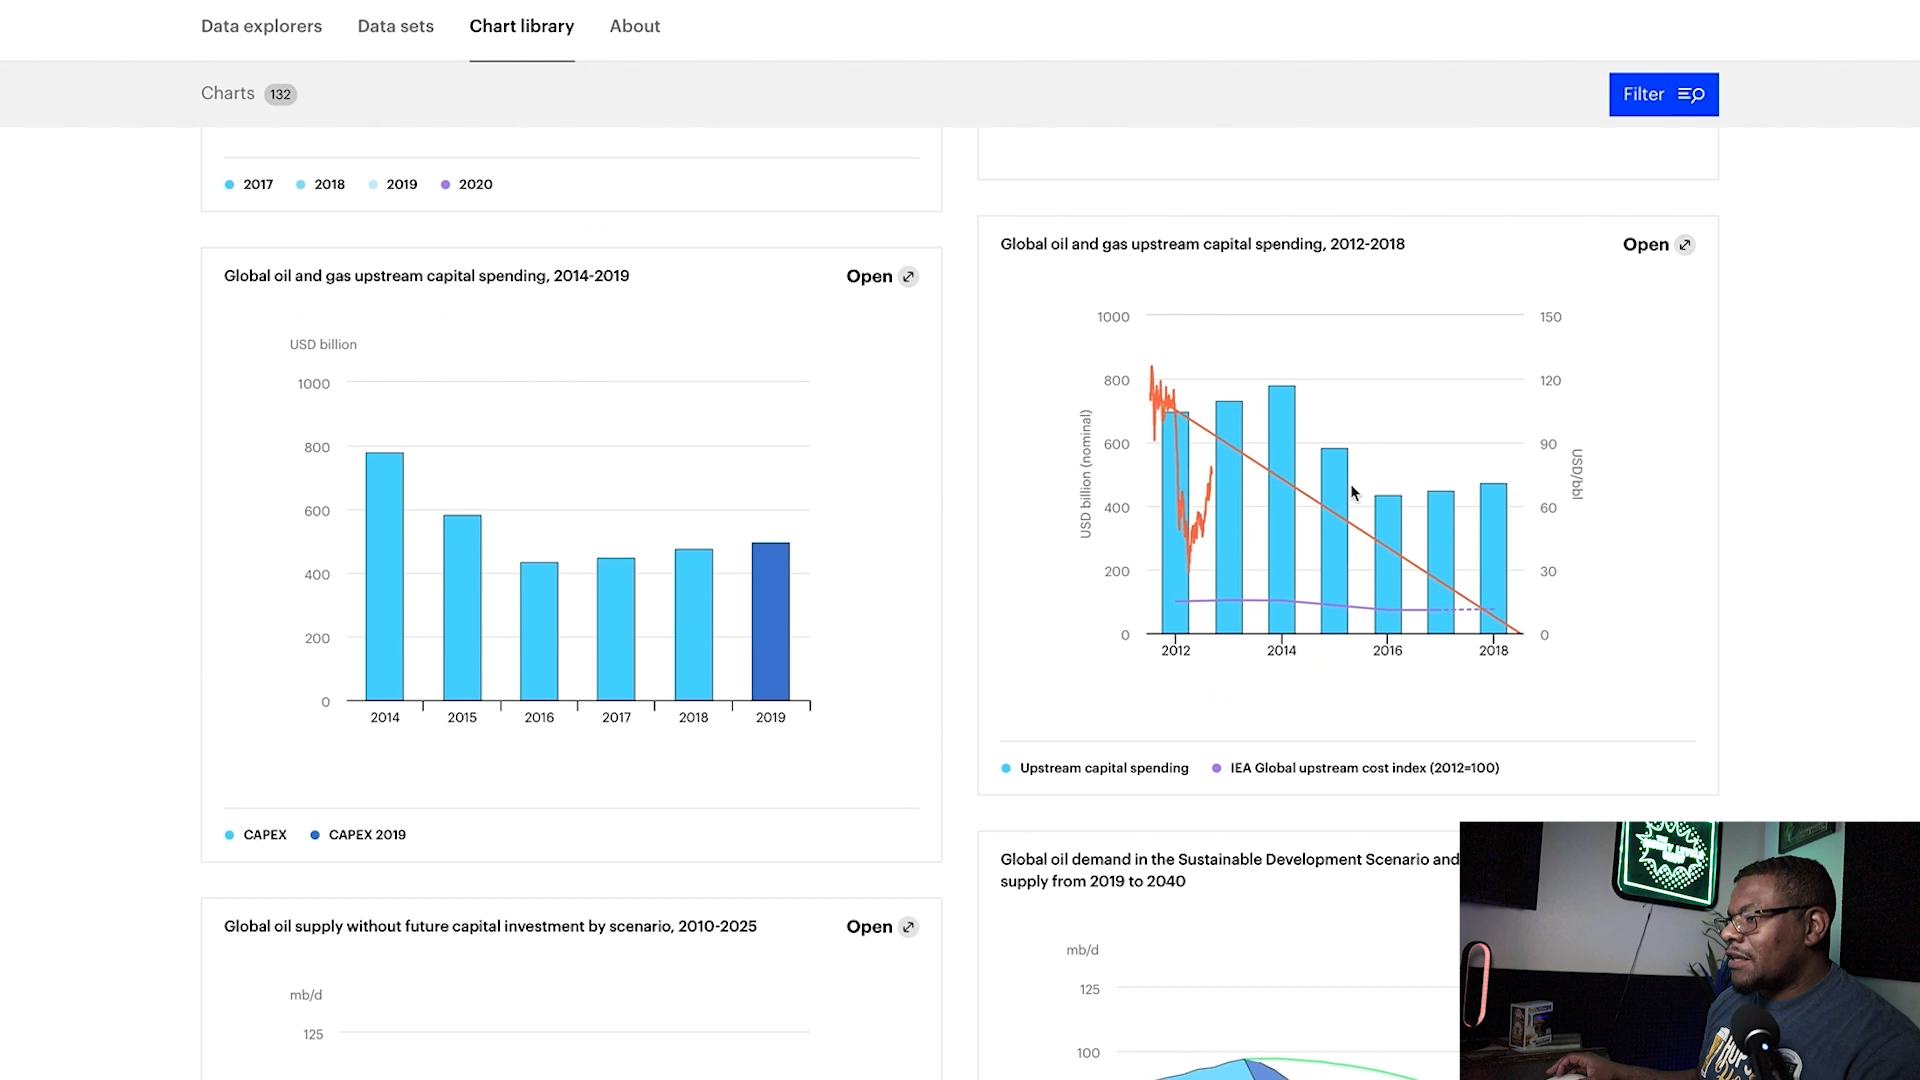 Data explorers
Data sets
Chart library
About
Charts 132
Filter
2017
2018
2019
2020
Global oil and gas upstream capital spending, 2014-2019
Open
USD billion
1000
800
600
400
200
0
2014
2015
2016
2017
2018
2019
CAPEX
CAPEX 2019
Global oil and gas upstream capital spending, 2012-2018
Open
1000
800
600
400
200
0
USD billion (nominal)
150
120
90
60
30
0
USD/bbl
2012
2014
2016
2018
Upstream capital spending
IEA Global upstream cost index (2012=100)
Global oil supply without future capital investment by scenario, 2010-2025
Open
mb/d
125
Global oil demand in the Sustainable Development Scenario and
supply from 2019 to 2040
mb/d
125
100